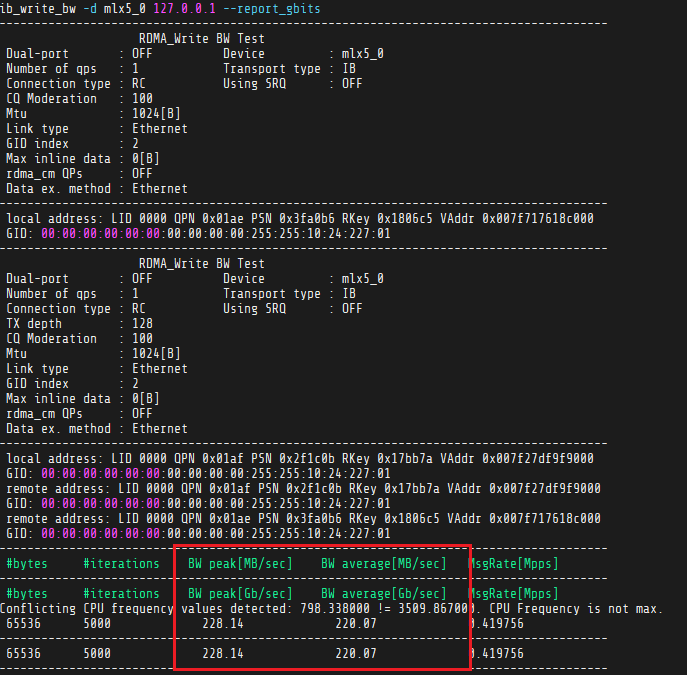 ib_write_bw -d mlx5_0 127.0.0.1 --report_gbits
---------------------------------------------------------------------------------------
RDMA_Write BW Test
Dual-port : OFF Device : mlx5_0
Number of qps : 1 Transport type : IB
Connection type : RC Using SRQ : OFF
CQ Moderation : 100
Mtu : 1024[B]
Link type : Ethernet
GID index : 2
Max inline data : 0[B]
rdma_cm QPs : OFF
Data ex. method : Ethernet
---------------------------------------------------------------------------------------
local address: LID 0000 QPN 0x01ae PSN 0x3fa0b6 RKey 0x1806c5 VAddr 0x007f717618c000
GID: 00:00:00:00:00:00:00:00:00:00:255:255:10:24:227:01
---------------------------------------------------------------------------------------
RDMA_Write BW Test
Dual-port : OFF Device : mlx5_0
Number of qps : 1 Transport type : IB
Connection type : RC Using SRQ : OFF
TX depth : 128
CQ Moderation : 100
Mtu : 1024[B]
Link type : Ethernet
GID index : 2
Max inline data : 0[B]
rdma_cm QPs : OFF
Data ex. method : Ethernet
---------------------------------------------------------------------------------------
local address: LID 0000 QPN 0x01af PSN 0x2f1c0b RKey 0x17bb7a VAddr 0x007f27df9f9000
GID: 00:00:00:00:00:00:00:00:00:00:255:255:10:24:227:01
remote address: LID 0000 QPN 0x01af PSN 0x2f1c0b RKey 0x17bb7a VAddr 0x007f27df9f9000
GID: 00:00:00:00:00:00:00:00:00:00:255:255:10:24:227:01
remote address: LID 0000 QPN 0x01ae PSN 0x3fa0b6 RKey 0x1806c5 VAddr 0x007f717618c000
GID: 00:00:00:00:00:00:00:00:00:00:255:255:10:24:227:01
---------------------------------------------------------------------------------------
#bytes #iterations BW peak[MB/sec] BW average[MB/sec] MsgRate[Mpps]
---------------------------------------------------------------------------------------
#bytes #iterations BW peak[Gb/sec] BW average[Gb/sec] MsgRate[Mpps]
Conflicting CPU frequency values detected: 798.338000 != 3509.867000. CPU Frequency is not max.
65536 5000 228.14 220.07 0.419756
---------------------------------------------------------------------------------------
65536 5000 228.14 220.07 0.419756
---------------------------------------------------------------------------------------